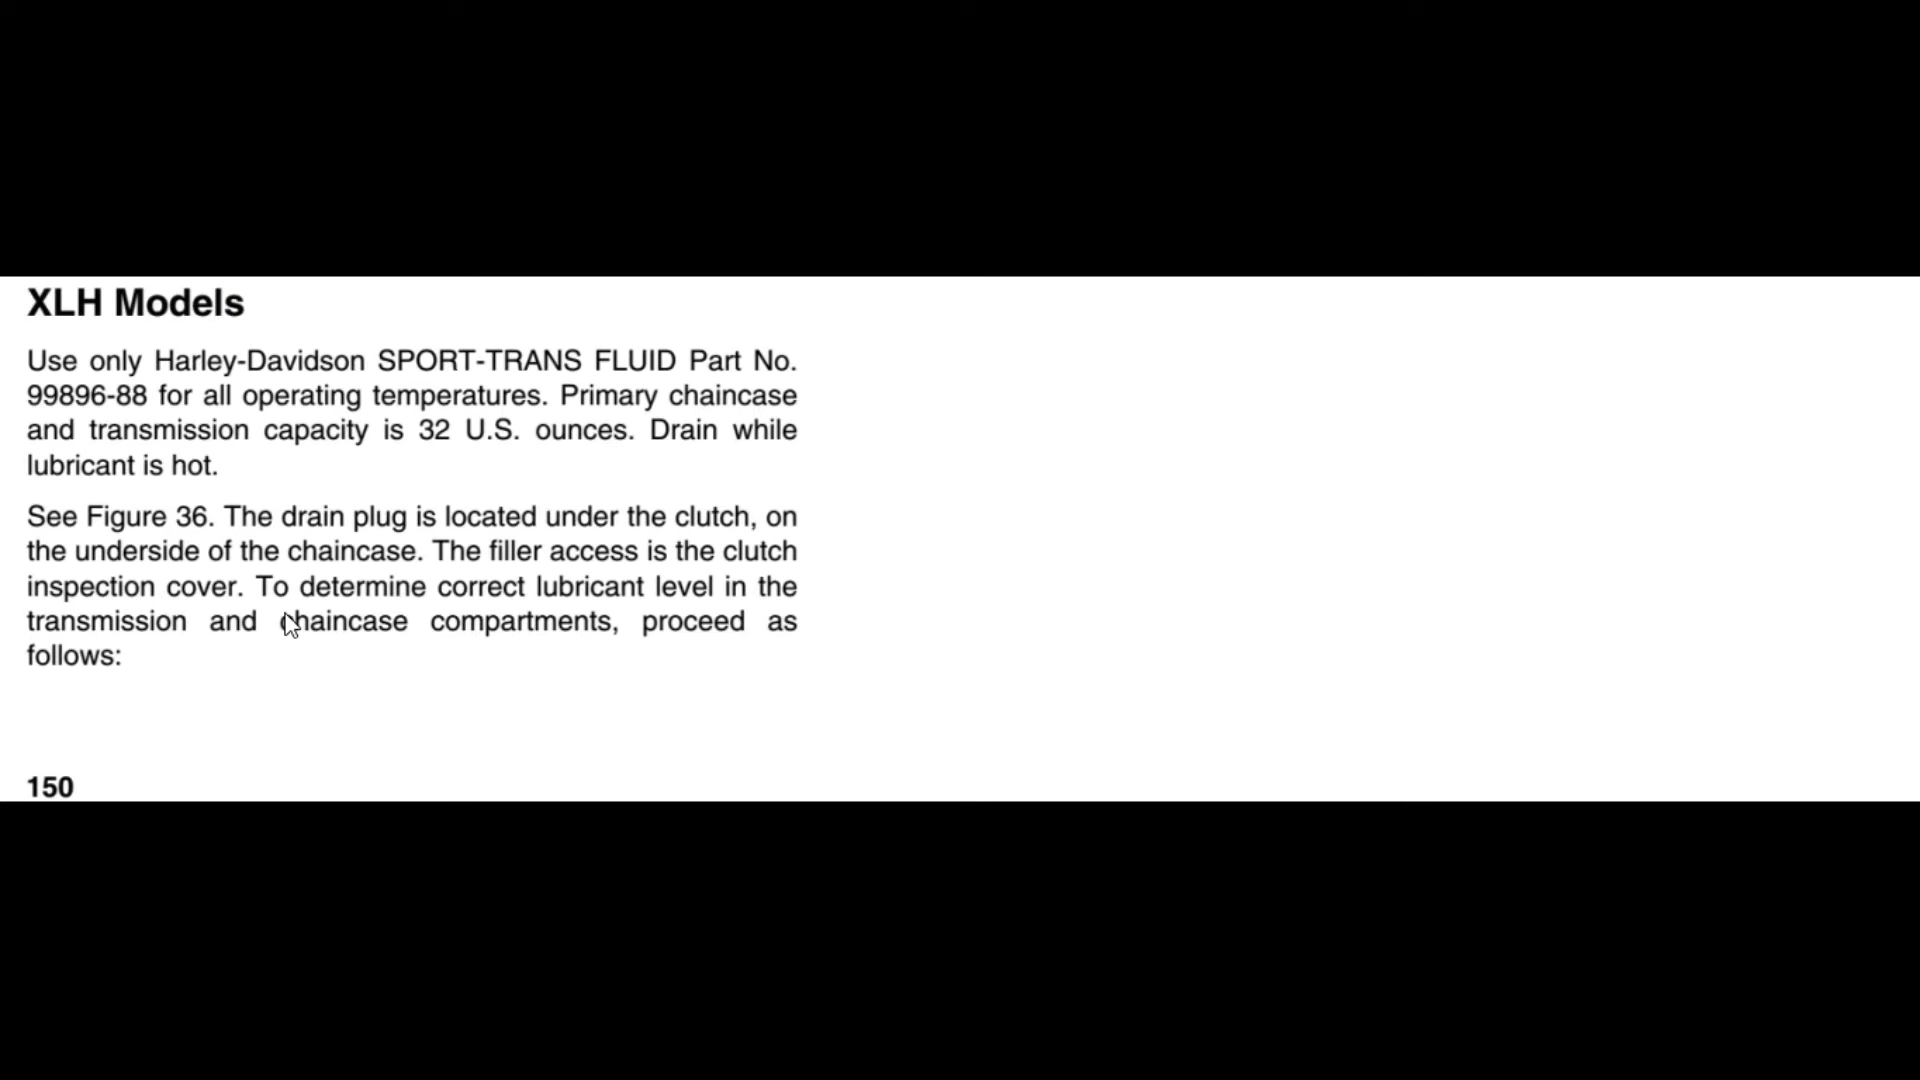 XLH Models
Use only Harley-Davidson SPORT-TRANS FLUID Part No.
99896-88 for all operating temperatures. Primary chaincase
and transmission capacity is 32 U.S. ounces. Drain while
lubricant is hot.
See Figure 36. The drain plug is located under the clutch, on
the underside of the chaincase. The filler access is the clutch
inspection cover. To determine correct lubricant level in the
transmission and chaincase compartments, proceed as
follows:
150